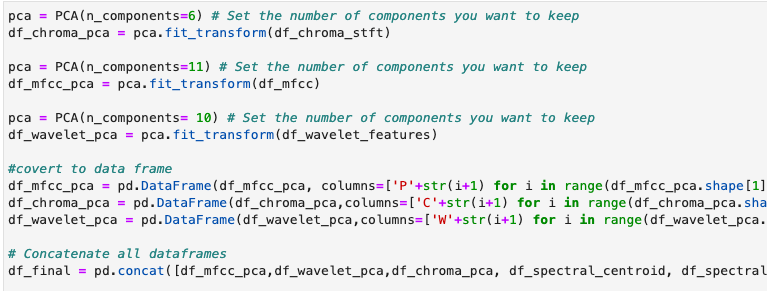 pca = PCA(n_components=6) # Set the number of components you want to keep
df_chroma_pca = pca.fit_transform(df_chroma_stft)
pca = PCA(n_components=11) # Set the number of components you want to keep
df_mfcc_pca = pca.fit_transform(df_mfcc)
pca = PCA(n_components= 10) # Set the number of components you want to keep
df_wavelet_pca = pca.fit_transform(df_wavelet_features)
#covert to data frame
df_mfcc_pca = pd.DataFrame(df_mfcc_pca, columns=['P'+str(i+1) for i in range(df_mfcc_pca.shape[1]
df_chroma_pca = pd.DataFrame(df_chroma_pca,columns=['C'+str(i+1) for i in range(df_chroma_pca.sha
df_wavelet_pca = pd.DataFrame(df_wavelet_pca,columns=['W'+str(i+1) for i in range(df_wavelet_pca.
# Concatenate all dataframes
df_final = pd.concat([df_mfcc_pca,df_wavelet_pca,df_chroma_pca, df_spectral_centroid, df_spectral